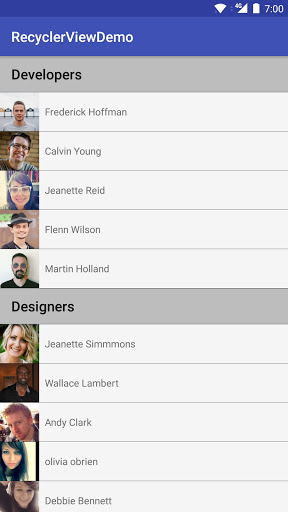 4G 7:00
RecyclerViewDemo
Developers
Frederick Hoffman
Calvin Young
Jeanette Reid
Flenn Wilson
Martin Holland
Designers
Jeanette Simmmons
Wallace Lambert
Andy Clark
olivia obrien
Debbie Bennett